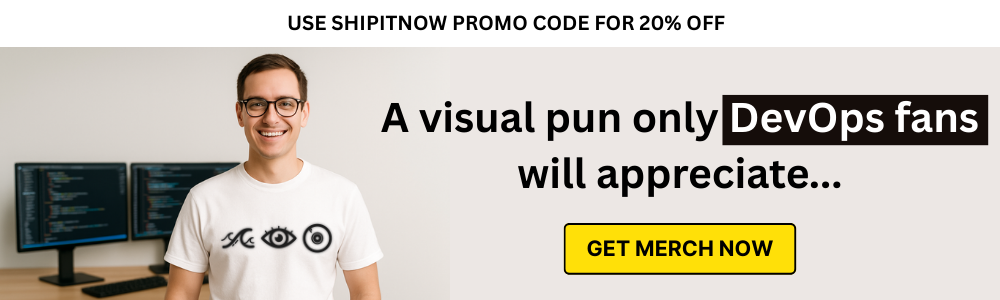 USE SHIPITNOW PROMO CODE FOR 20% OFF
A visual pun only DevOps fans
will appreciate...
GET MERCH NOW